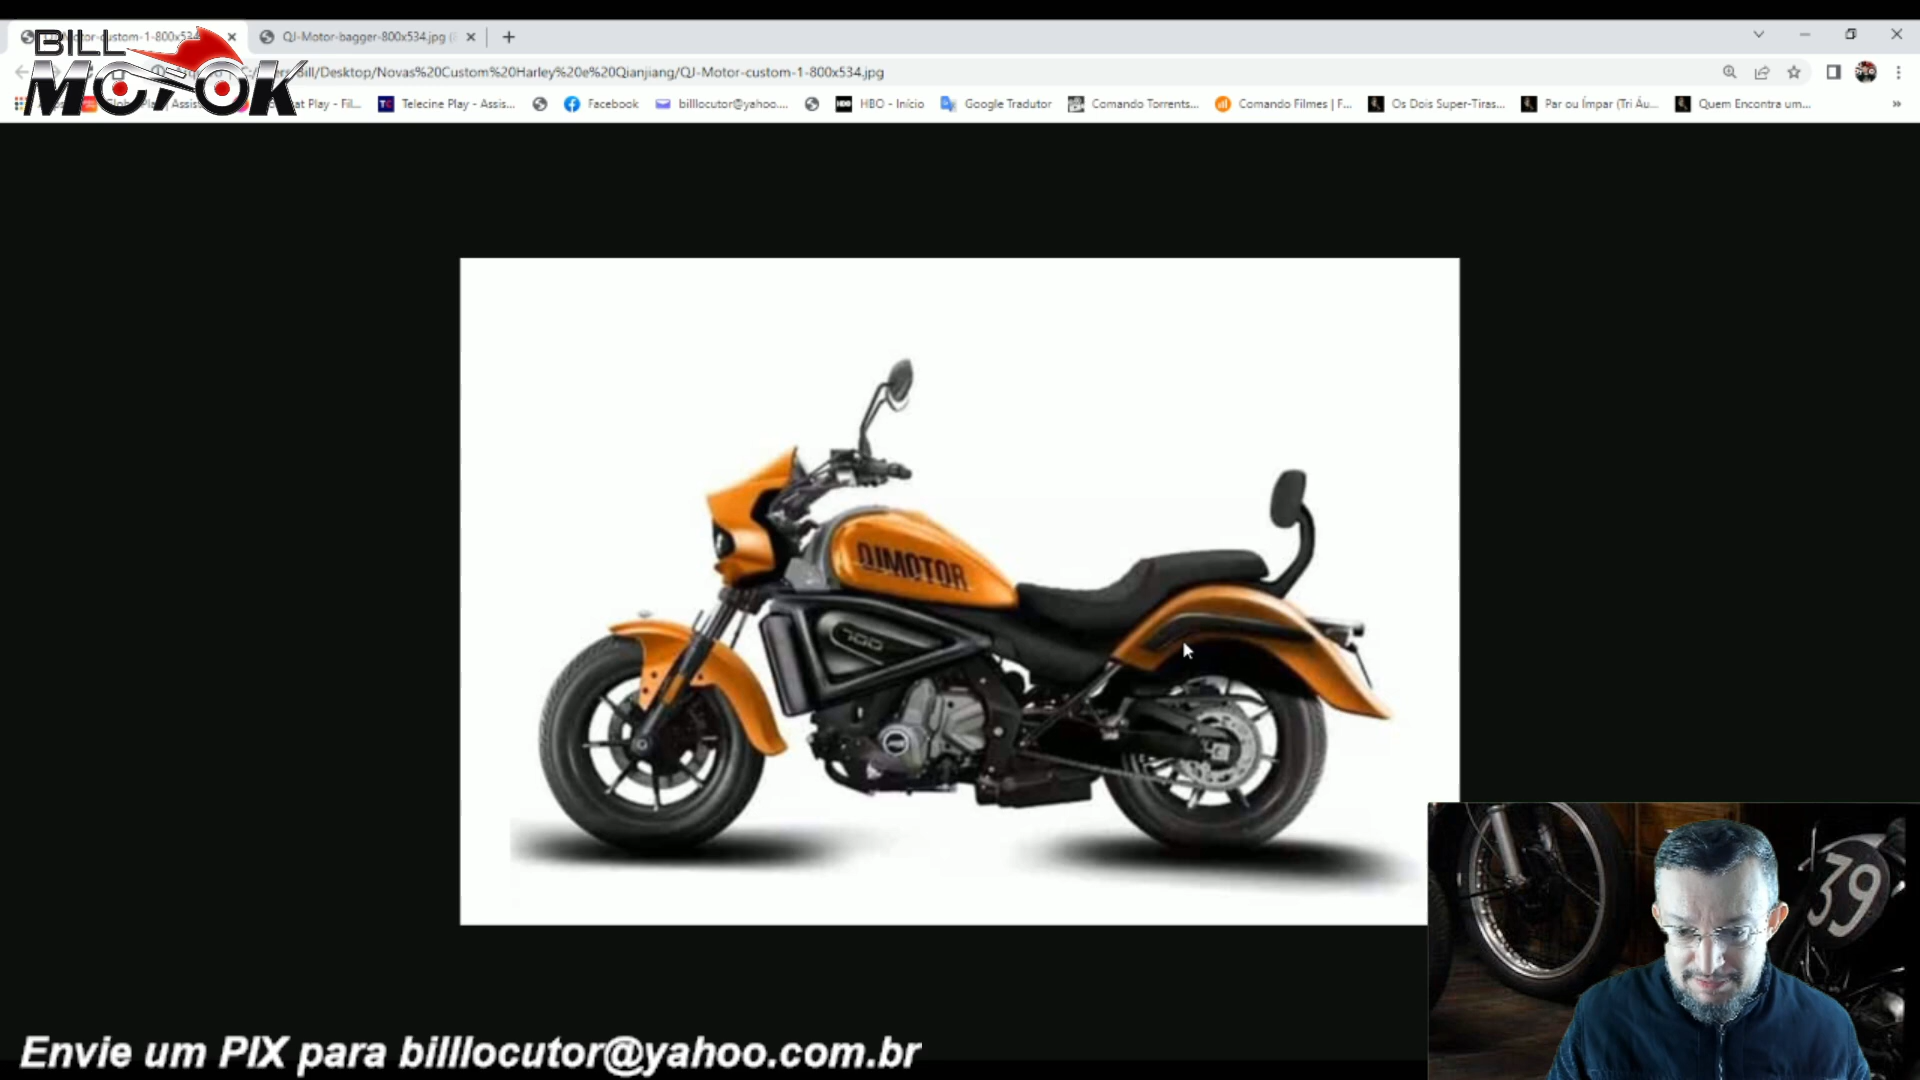 BILL
MOTOK
QJ-Motor-bagger-800x534.jpg
/Bill/Desktop/Novas%20Custom%20Harley%20e%20Qianjiang/QJ-Motor-custom-1-800x534.jpg
Play - Fil... Telecine Play - Assis... Facebook billlocutor@yahoo.... HBO - Início Google Tradutor Comando Torrents... Comando Filmes | F... Os Dois Super-Tiras... Par ou Ímpar (Tri Áu... Quem Encontra um...
QJMOTOR
700
39
Envie um PIX para billlocutor@yahoo.com.br